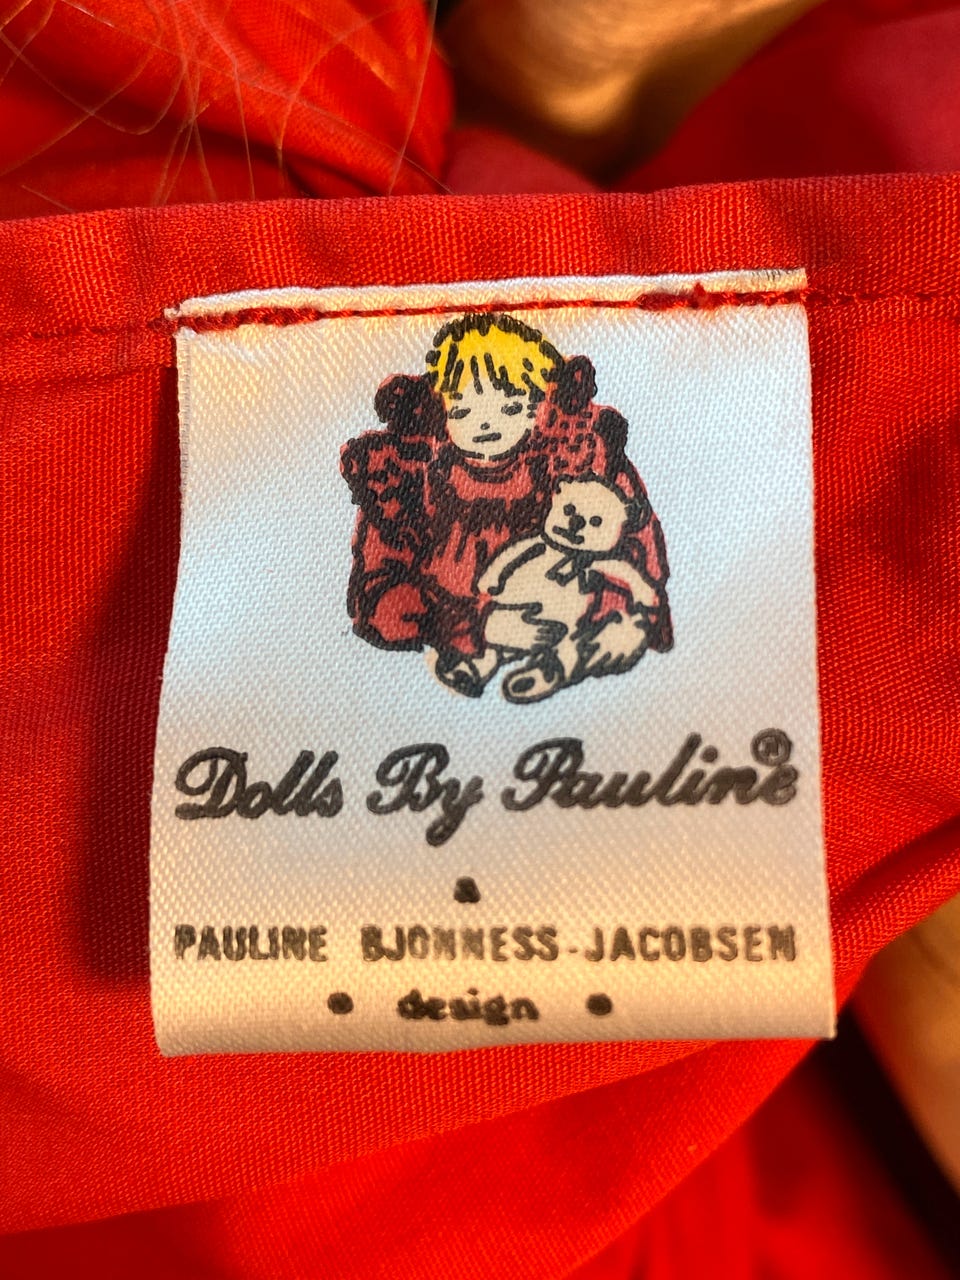 Dolls By Pauline®
a
PAULINE BJONNESS-JACOBSEN
• design •